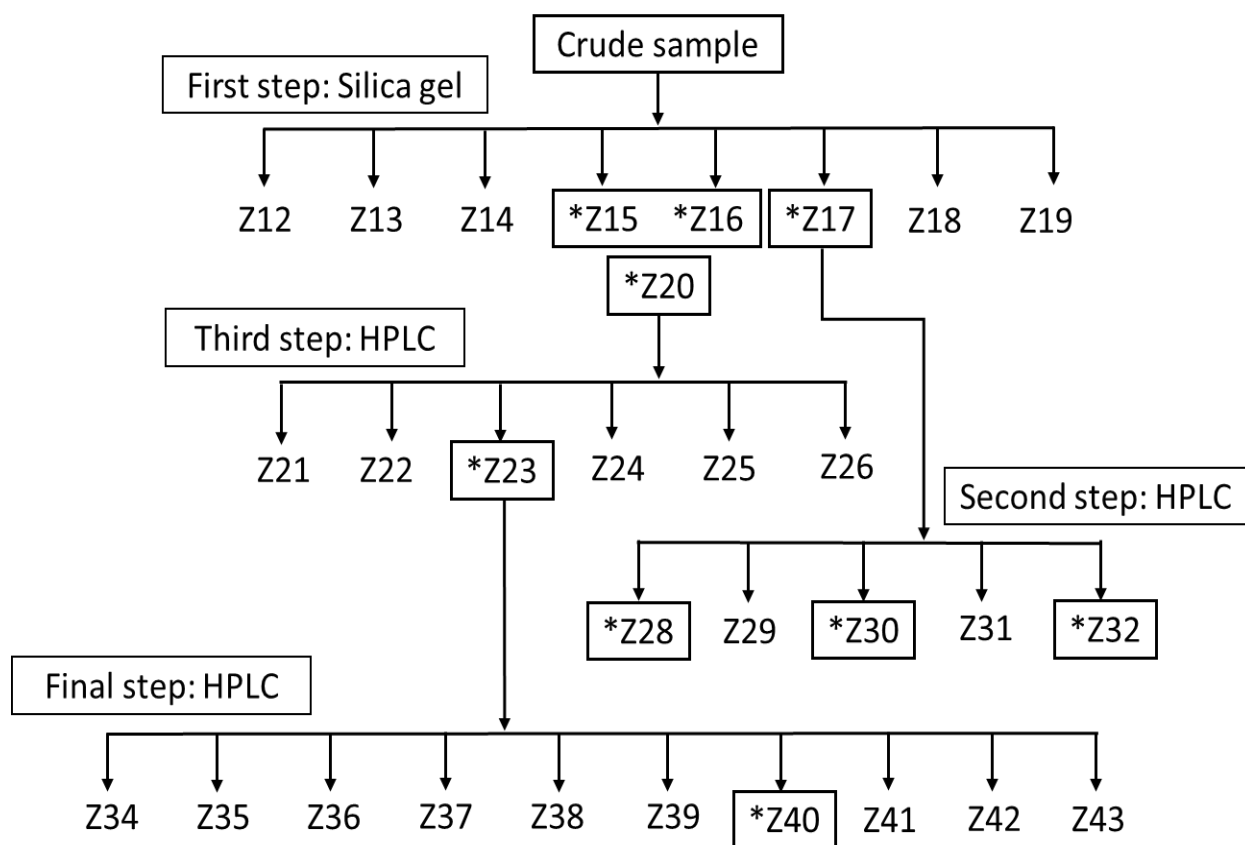 Crude sample
First step: Silica gel
Z12 Z13 Z14 *Z15 *Z16 *Z17 Z18 Z19
*Z20
Third step: HPLC
Z21 Z22 *Z23 Z24 Z25 Z26
Second step: HPLC
*Z28 Z29 *Z30 Z31 *Z32
Final step: HPLC
Z34 Z35 Z36 Z37 Z38 Z39 *Z40 Z41 Z42 Z43